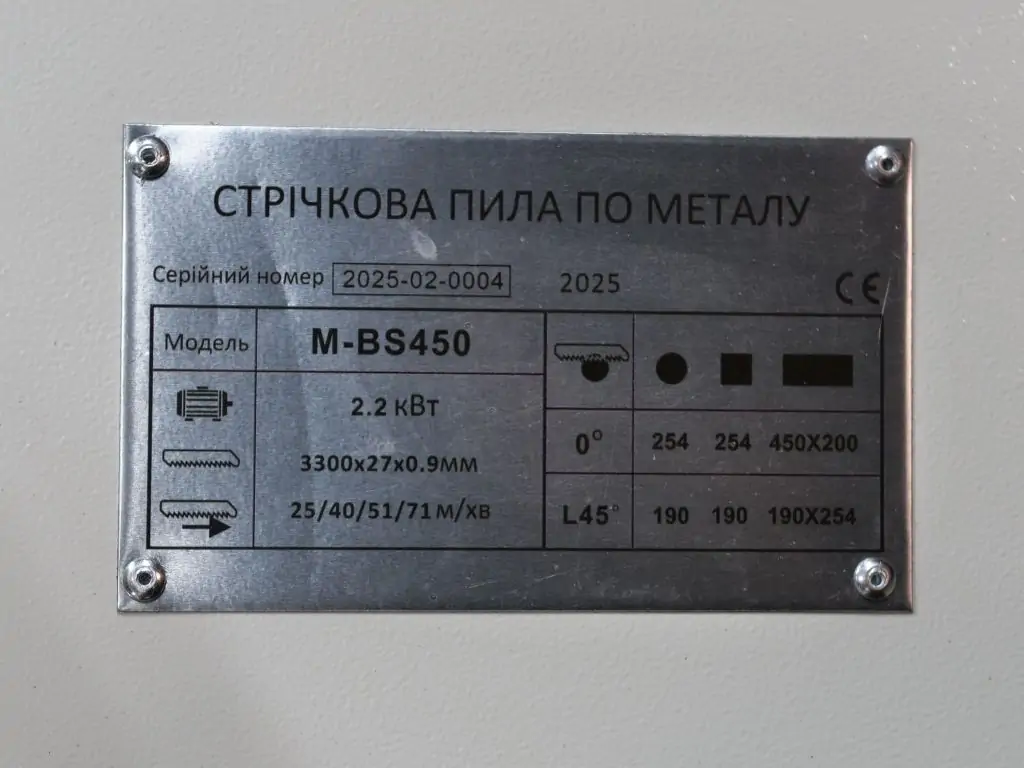 СТРІЧКОВА ПИЛА ПО МЕТАЛУ
Серійний номер 2025-02-0004 2025 CE
Модель M-BS450
2.2 кВт
3300x27x0.9мм
25/40/51/71 м/хв
0° 254 254 450X200
L45° 190 190 190X254